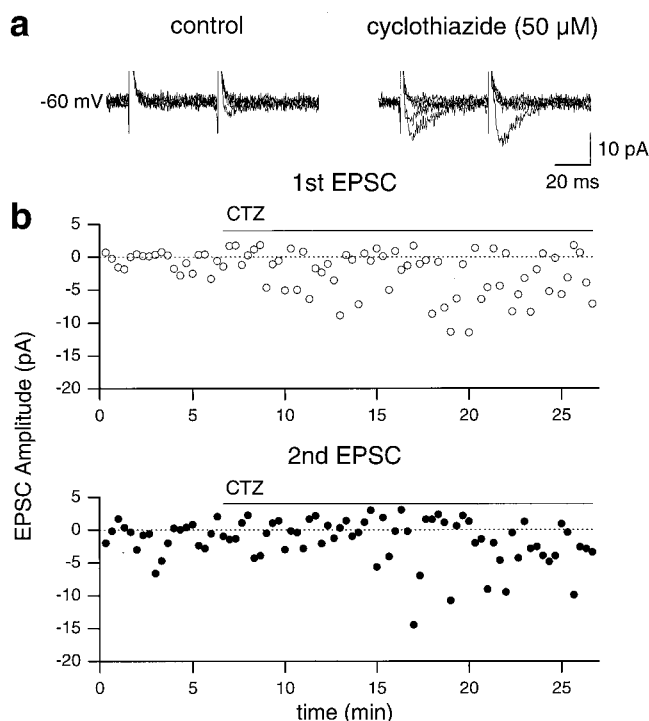 a
control
cyclothiazide (50 µM)
-60 mV
10 pA
20 ms
1st EPSC
b
CTZ
5
0
-5
-10
-15
-20
0 5 10 15 20 25
EPSC Amplitude (pA)
2nd EPSC
CTZ
5
0
-5
-10
-15
-20
0 5 10 15 20 25
time (min)